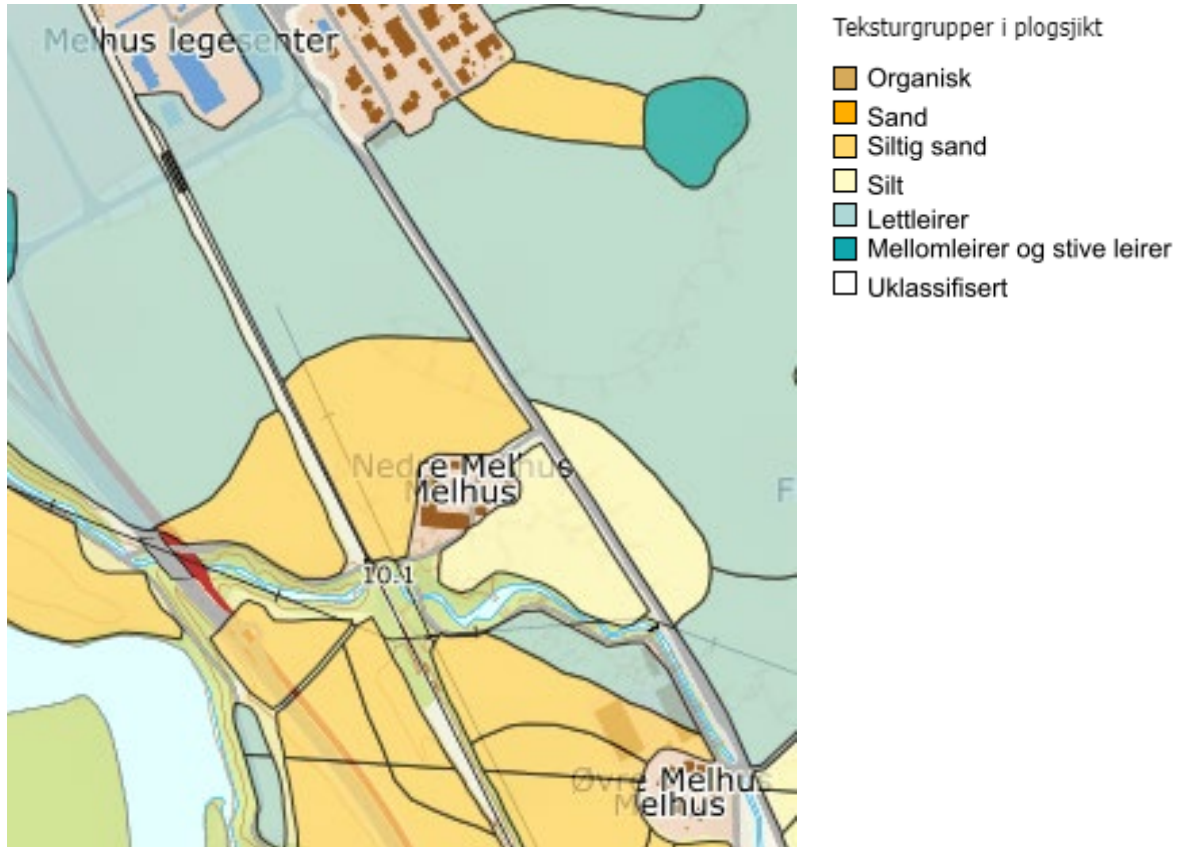 Melhus legesenter
Nedre Melhus
Melhus
10.1
F
Øvre Melhus
Melhus
Teksturgrupper i plogsjikt
Organisk
Sand
Siltig sand
Silt
Lettleirer
Mellomleirer og stive leirer
Uklassifisert